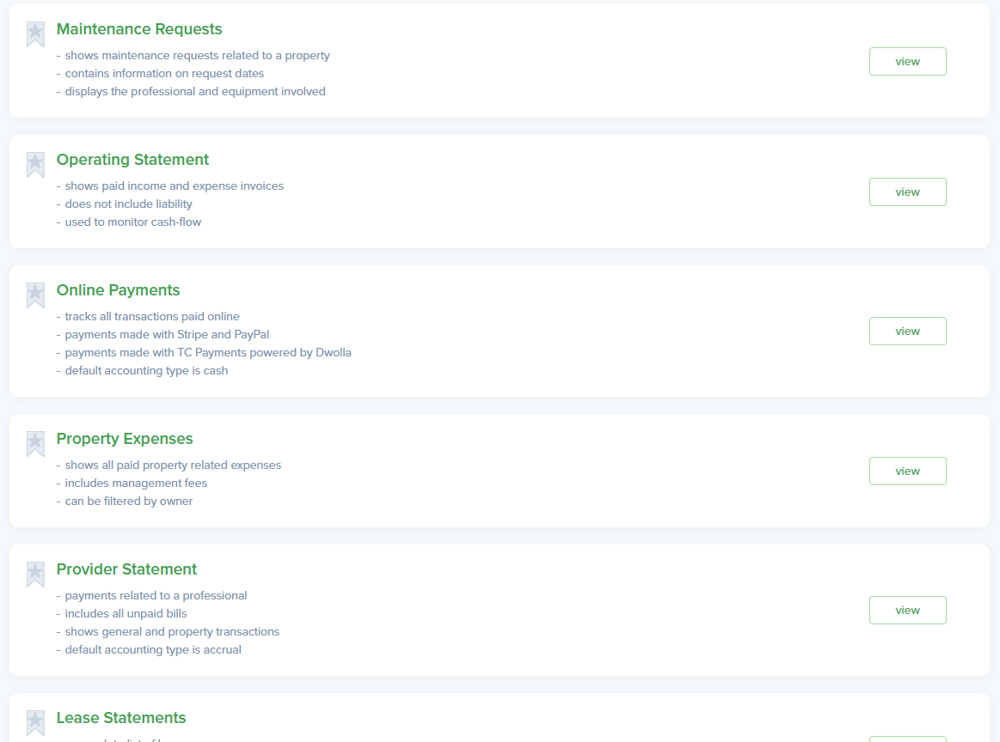 Maintenance Requests
- shows maintenance requests related to a property
- contains information on request dates
- displays the professional and equipment involved
view
Operating Statement
- shows paid income and expense invoices
- does not include liability
- used to monitor cash-flow
view
Online Payments
- tracks all transactions paid online
- payments made with Stripe and PayPal
- payments made with TC Payments powered by Dwolla
- default accounting type is cash
view
Property Expenses
- shows all paid property related expenses
- includes management fees
- can be filtered by owner
view
Provider Statement
- payments related to a professional
- includes all unpaid bills
- shows general and property transactions
- default accounting type is accrual
view
Lease Statements